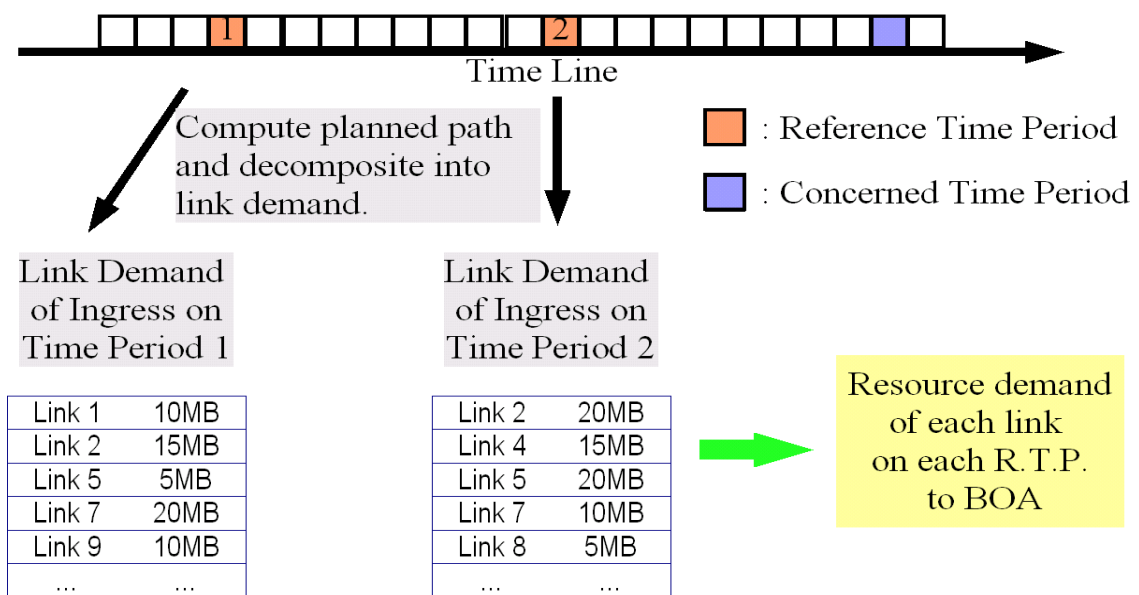 1
2
Time Line
Compute planned path
and decomposite into
link demand.
: Reference Time Period
: Concerned Time Period
Link Demand
of Ingress on
Time Period 1
Link Demand
of Ingress on
Time Period 2
Link 1 10MB
Link 2 15MB
Link 5 5MB
Link 7 20MB
Link 9 10MB
... ...
Link 2 20MB
Link 4 15MB
Link 5 20MB
Link 7 10MB
Link 8 5MB
... ...
Resource demand
of each link
on each R.T.P.
to BOA